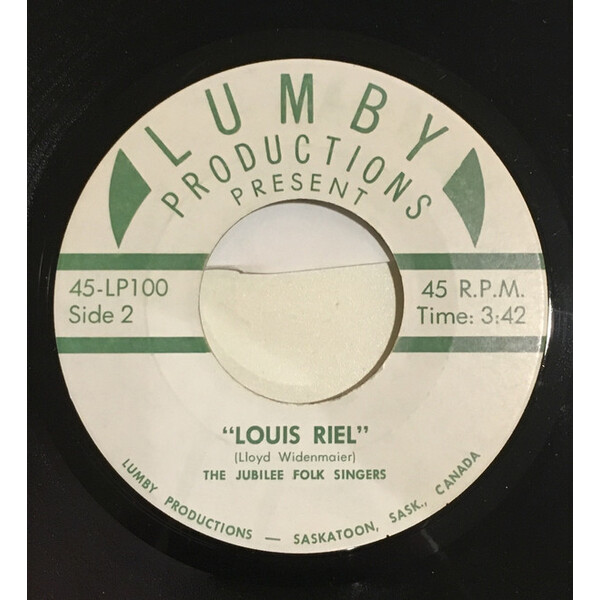 LUMBY
PRODUCTIONS
PRESENT
45-LP100
Side 2
45 R.P.M.
Time: 3:42
"LOUIS RIEL"
(Lloyd Widenmaier)
THE JUBILEE FOLK SINGERS
LUMBY PRODUCTIONS — SASKATOON, SASK., CANADA